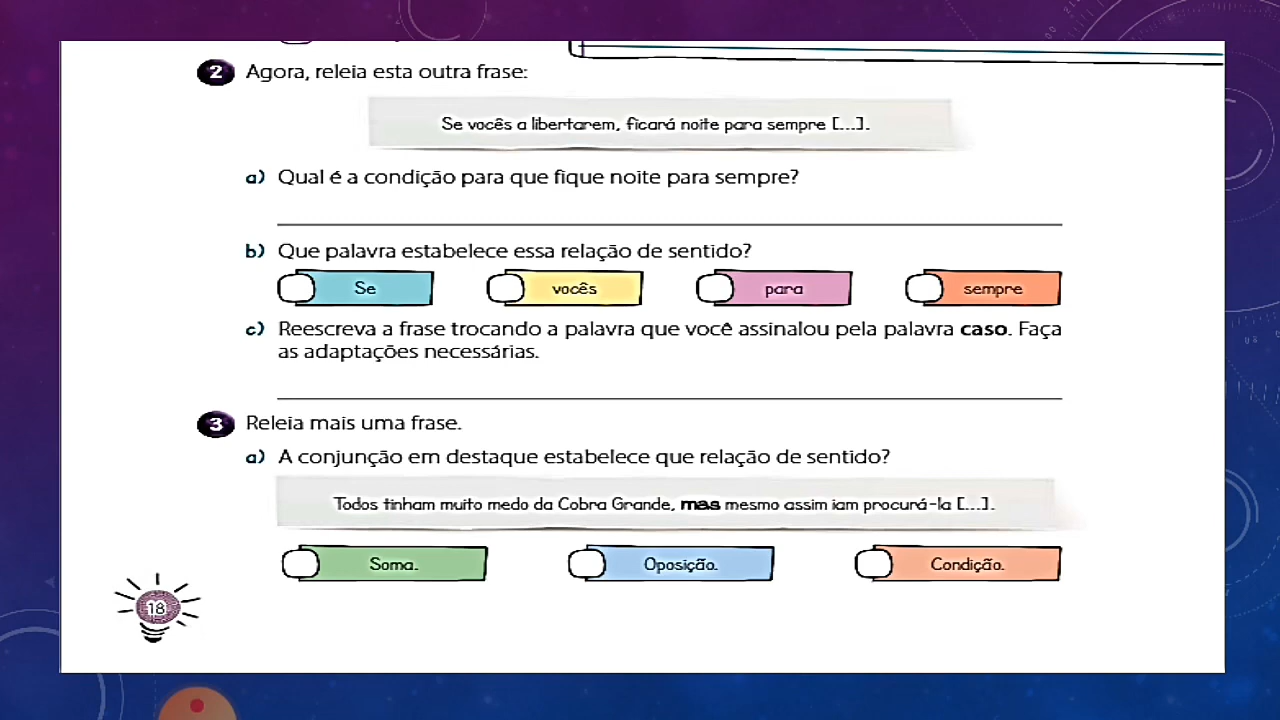 2 Agora, releia esta outra frase:
Se vocês a libertarem, ficará noite para sempre [...].
a) Qual é a condição para que fique noite para sempre?
b) Que palavra estabelece essa relação de sentido?
Se vocês para sempre
c) Reescreva a frase trocando a palavra que você assinalou pela palavra caso. Faça
as adaptações necessárias.
3 Releia mais uma frase.
a) A conjunção em destaque estabelece que relação de sentido?
Todos tinham muito medo da Cobra Grande, mas mesmo assim iam procurá-la [...].
Soma. Oposição. Condição.
18